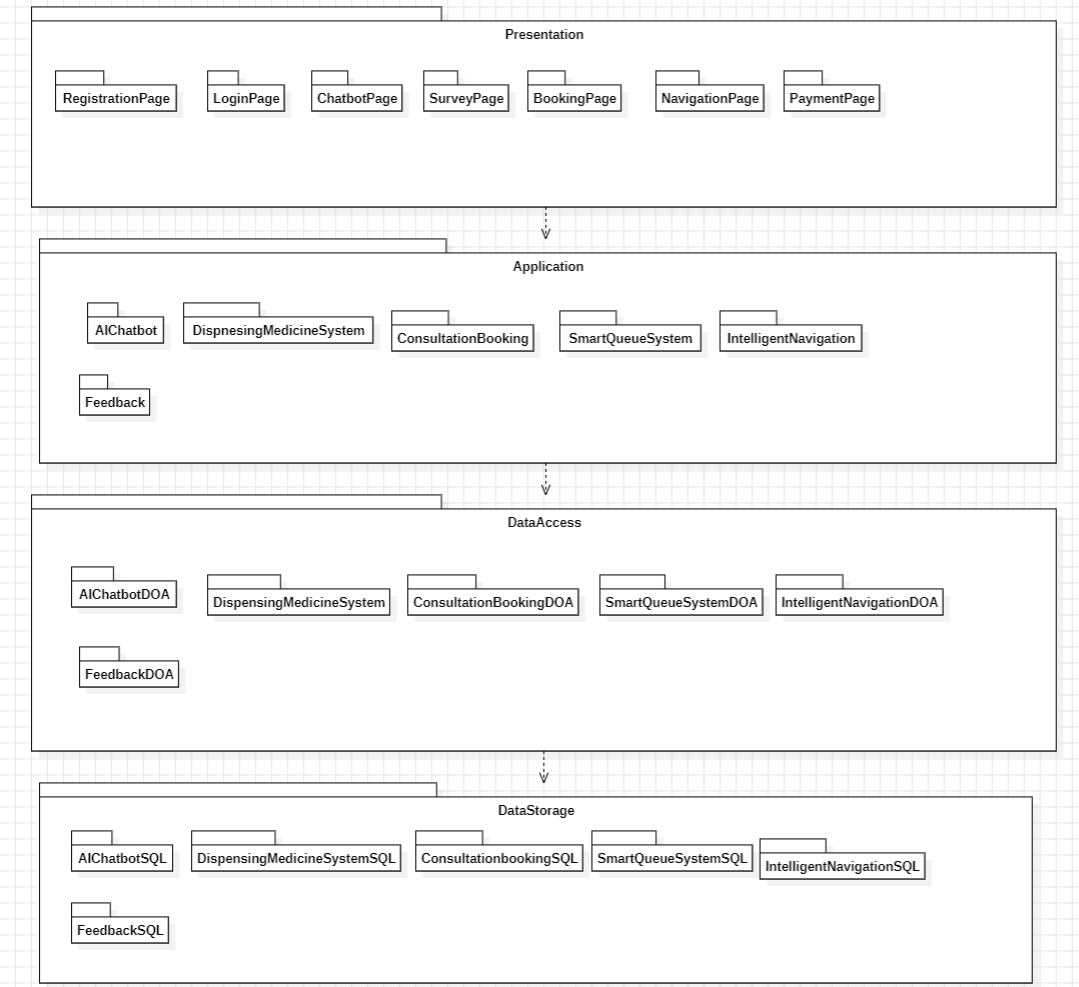 Presentation
RegistrationPage
LoginPage
ChatbotPage
SurveyPage
BookingPage
NavigationPage
PaymentPage
Application
AIChatbot
DispnesingMedicineSystem
ConsultationBooking
SmartQueueSystem
IntelligentNavigation
Feedback
DataAccess
AIChatbotDOA
DispensingMedicineSystem
ConsultationBookingDOA
SmartQueueSystemDOA
IntelligentNavigationDOA
FeedbackDOA
DataStorage
AIChatbotSQL
DispensingMedicineSystemSQL
ConsultationbookingSQL
SmartQueueSystemSQL
IntelligentNavigationSQL
FeedbackSQL